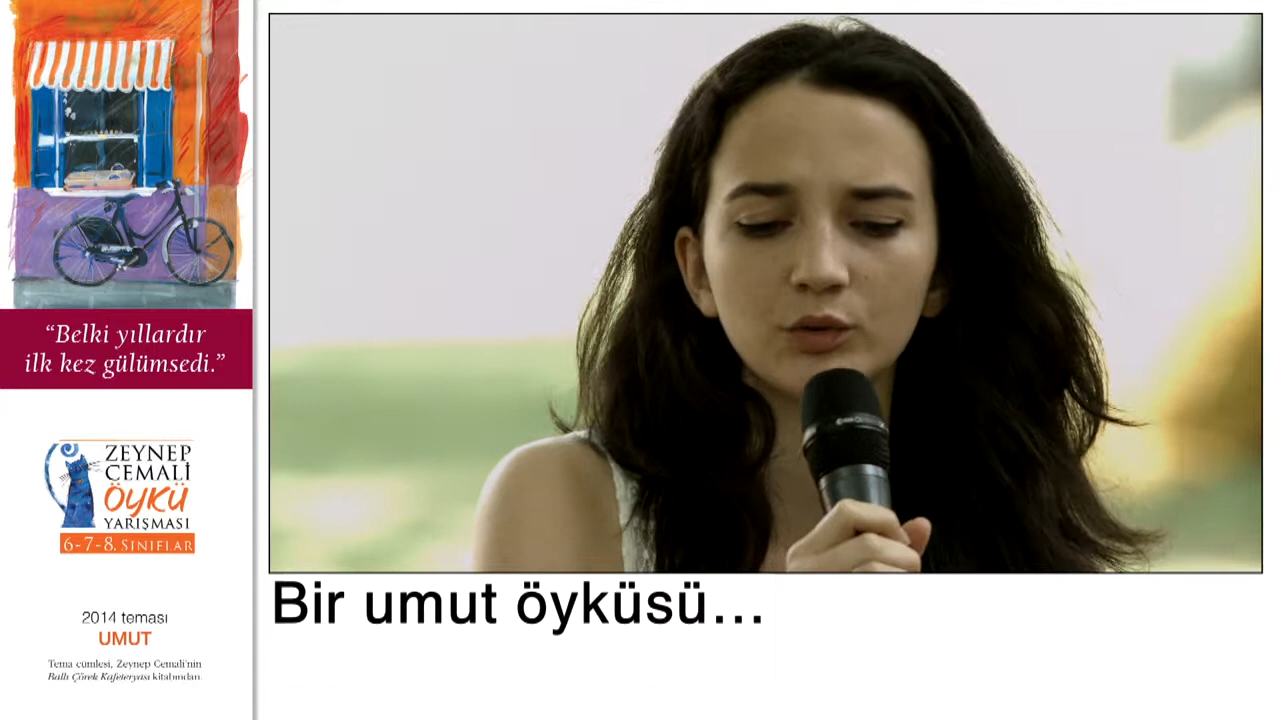 “Belki yıllardır
ilk kez gülümsedi.”
ZEYNEP
CEMALİ
ÖYKÜ
YARIŞMASI
6-7-8. SINIFLAR
2014 teması
UMUT
Tema cümlesi, Zeynep Cemali'nin
Ballı Çörek Kafeteryası kitabından.
Bir umut öyküsü...